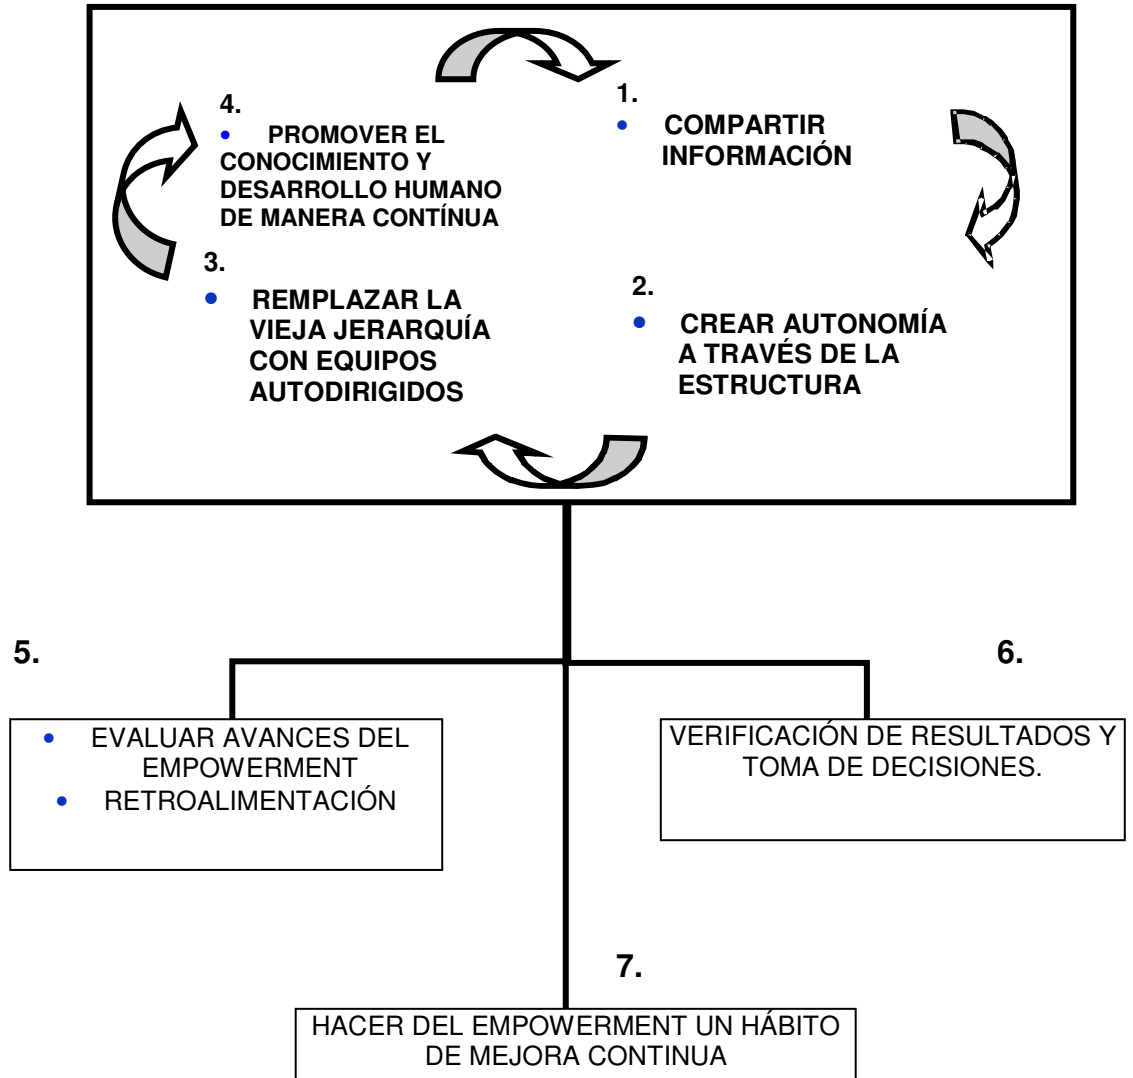 4.
• PROMOVER EL
CONOCIMIENTO Y
DESARROLLO HUMANO
DE MANERA CONTÍNUA
1.
• COMPARTIR
INFORMACIÓN
3.
• REMPLAZAR LA
VIEJA JERARQUÍA
CON EQUIPOS
AUTODIRIGIDOS
2.
• CREAR AUTONOMÍA
A TRAVÉS DE LA
ESTRUCTURA
5.
• EVALUAR AVANCES DEL
EMPOWERMENT
• RETROALIMENTACIÓN
6.
VERIFICACIÓN DE RESULTADOS Y
TOMA DE DECISIONES.
7.
HACER DEL EMPOWERMENT UN HÁBITO
DE MEJORA CONTINUA